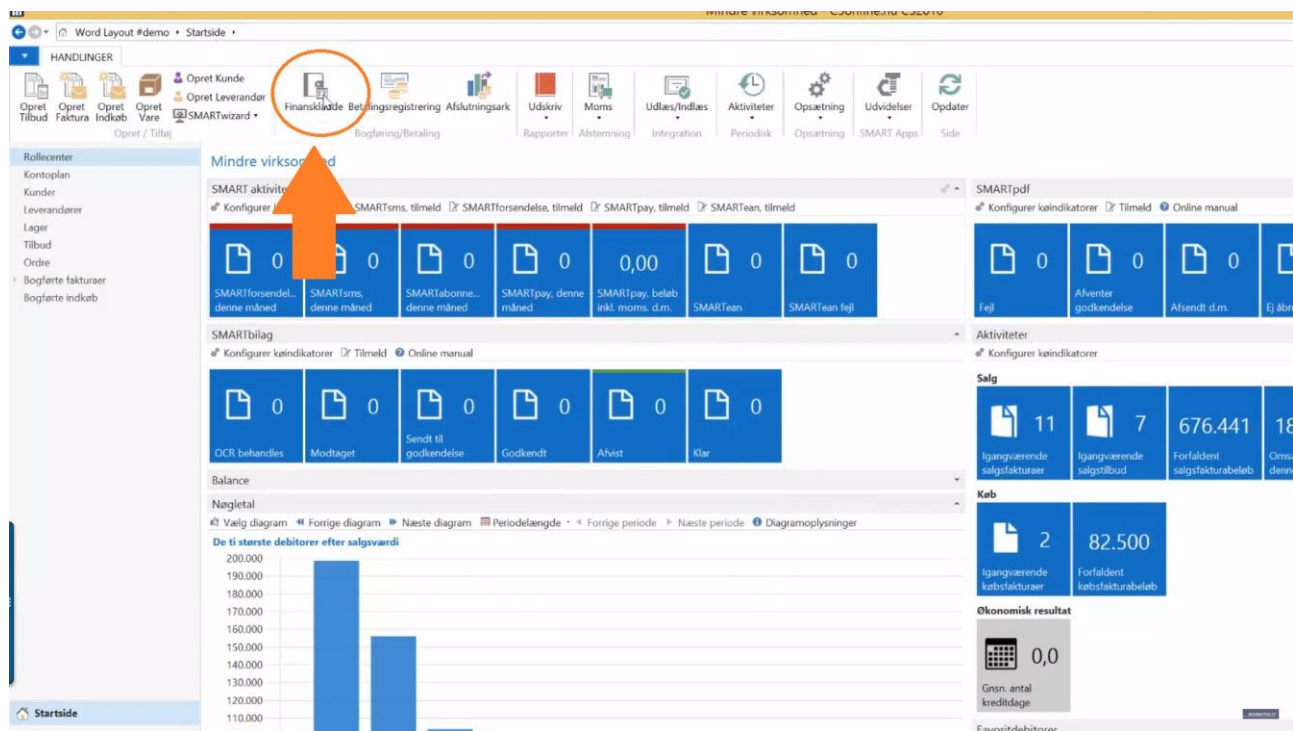 Mindre virksomhed - C5online.nu C52016
Word Layout #demo ▸ Startside ▸
HANDLINGER
Opret Tilbud
Opret Faktura
Opret Indkøb
Opret Vare
Opret Kunde
Opret Leverandør
SMARTwizard
Finanskladde
Betalingsregistrering
Afslutningsark
Udskriv
Moms
Udlæs/Indlæs
Aktiviteter
Opsætning
Udvidelser
Opdater
Opret / Tilføj
Bogføring/Betaling
Rapporter
Afstemning
Integration
Periodisk
Opsætning
SMART Apps
Side
Rollecenter
Kontoplan
Kunder
Leverandører
Lager
Tilbud
Ordre
Bogførte fakturaer
Bogførte indkøb
Startside
Mindre virksomhed
SMART aktivite
Konfigurer SMARTsms, tilmeld SMARTforsendelse, tilmeld SMARTpay, tilmeld SMARTean, tilmeld
0
SMARTforsendel...
denne måned
0
SMARTsms,
denne måned
0
SMARTabonne...
denne måned
0
SMARTpay, denne
måned
0,00
SMARTpay, beløb
inkl. moms. d.m.
0
SMARTean
0
SMARTean fejl
SMARTbilag
Konfigurer køindikatorer Tilmeld Online manual
0
OCR behandles
0
Modtaget
0
Sendt til
godkendelse
0
Godkendt
0
Afvist
0
Klar
Balance
Nøgletal
Vælg diagram Forrige diagram Næste diagram Periodelængde Forrige periode Næste periode Diagramoplysninger
De ti største debitorer efter salgsværdi
200.000
190.000
180.000
170.000
160.000
150.000
140.000
130.000
120.000
110.000
SMARTpdf
Konfigurer køindikatorer Tilmeld Online manual
0
Fejl
0
Afventer
godkendelse
0
Afsendt d.m.
Ej åbn
Aktiviteter
Konfigurer køindikatorer
Salg
11
Igangværende
salgsfakturaer
7
Igangværende
salgstilbud
676.441
Forfaldent
salgsfakturabeløb
18
Omsa
denne
Køb
2
Igangværende
købsfakturaer
82.500
Forfaldent
købsfakturabeløb
Økonomisk resultat
0,0
Gnsn. antal
kreditdage
Favoritdebitorer